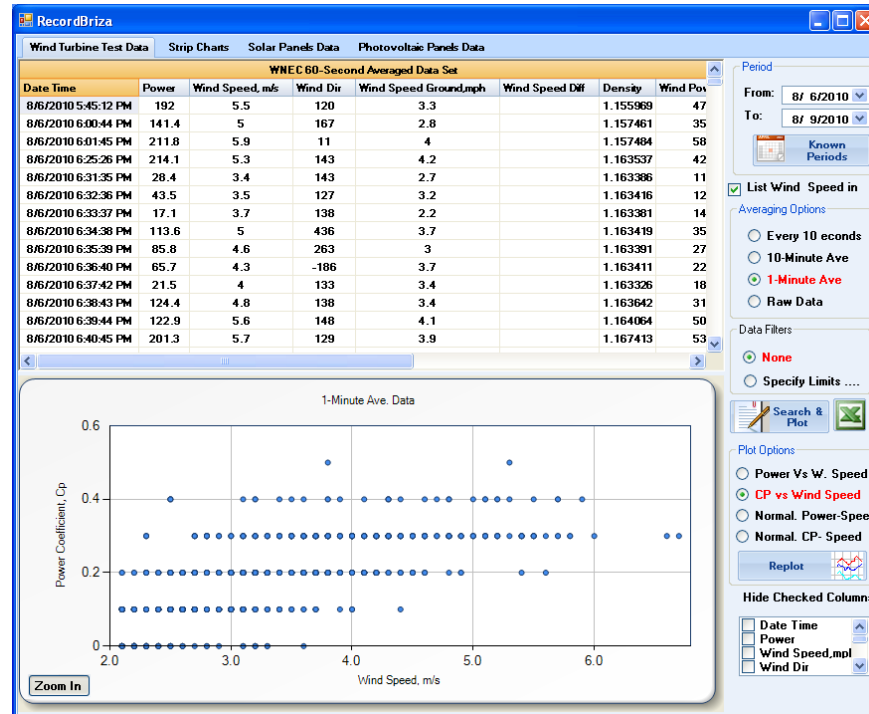 RecordBriza
Wind Turbine Test Data Strip Charts Solar Panels Data Photovoltaic Panels Data
WNEC 60-Second Averaged Data Set
Date Time Power Wind Speed, m/s Wind Dir Wind Speed Ground,mph Wind Speed Diff Density Wind Pow
8/6/2010 5:45:12 PM 192 5.5 120 3.3 1.155969 47
8/6/2010 6:00:44 PM 141.4 5 167 2.8 1.157461 35
8/6/2010 6:01:45 PM 211.8 5.9 11 4 1.157484 58
8/6/2010 6:25:26 PM 214.1 5.3 143 4.2 1.163537 42
8/6/2010 6:31:35 PM 28.4 3.4 143 2.7 1.163386 11
8/6/2010 6:32:36 PM 43.5 3.5 127 3.2 1.163416 12
8/6/2010 6:33:37 PM 17.1 3.7 138 2.2 1.163381 14
8/6/2010 6:34:38 PM 113.6 5 436 3.7 1.163419 35
8/6/2010 6:35:39 PM 85.8 4.6 263 3 1.163391 27
8/6/2010 6:36:40 PM 65.7 4.3 -186 3.7 1.163411 22
8/6/2010 6:37:42 PM 21.5 4 133 3.4 1.163326 18
8/6/2010 6:38:43 PM 124.4 4.8 138 3.4 1.163642 31
8/6/2010 6:39:44 PM 122.9 5.6 148 4.1 1.164064 50
8/6/2010 6:40:45 PM 201.3 5.7 129 3.9 1.167413 53
Period
From: 8/ 6/2010
To: 8/ 9/2010
Known
Periods
List Wind Speed in
Averaging Options
Every 10 econds
10-Minute Ave
1-Minute Ave
Raw Data
Data Filters
None
Specify Limits ....
Search &
Plot
Plot Options
Power Vs W. Speed
CP vs Wind Speed
Normal. Power-Spee
Normal. CP- Speed
Replot
Hide Checked Column
Date Time
Power
Wind Speed,mpl
Wind Dir
1-Minute Ave. Data
Power Coefficient, Cp
0.6
0.4
0.2
0
2.0 3.0 4.0 5.0 6.0
Wind Speed, m/s
Zoom In